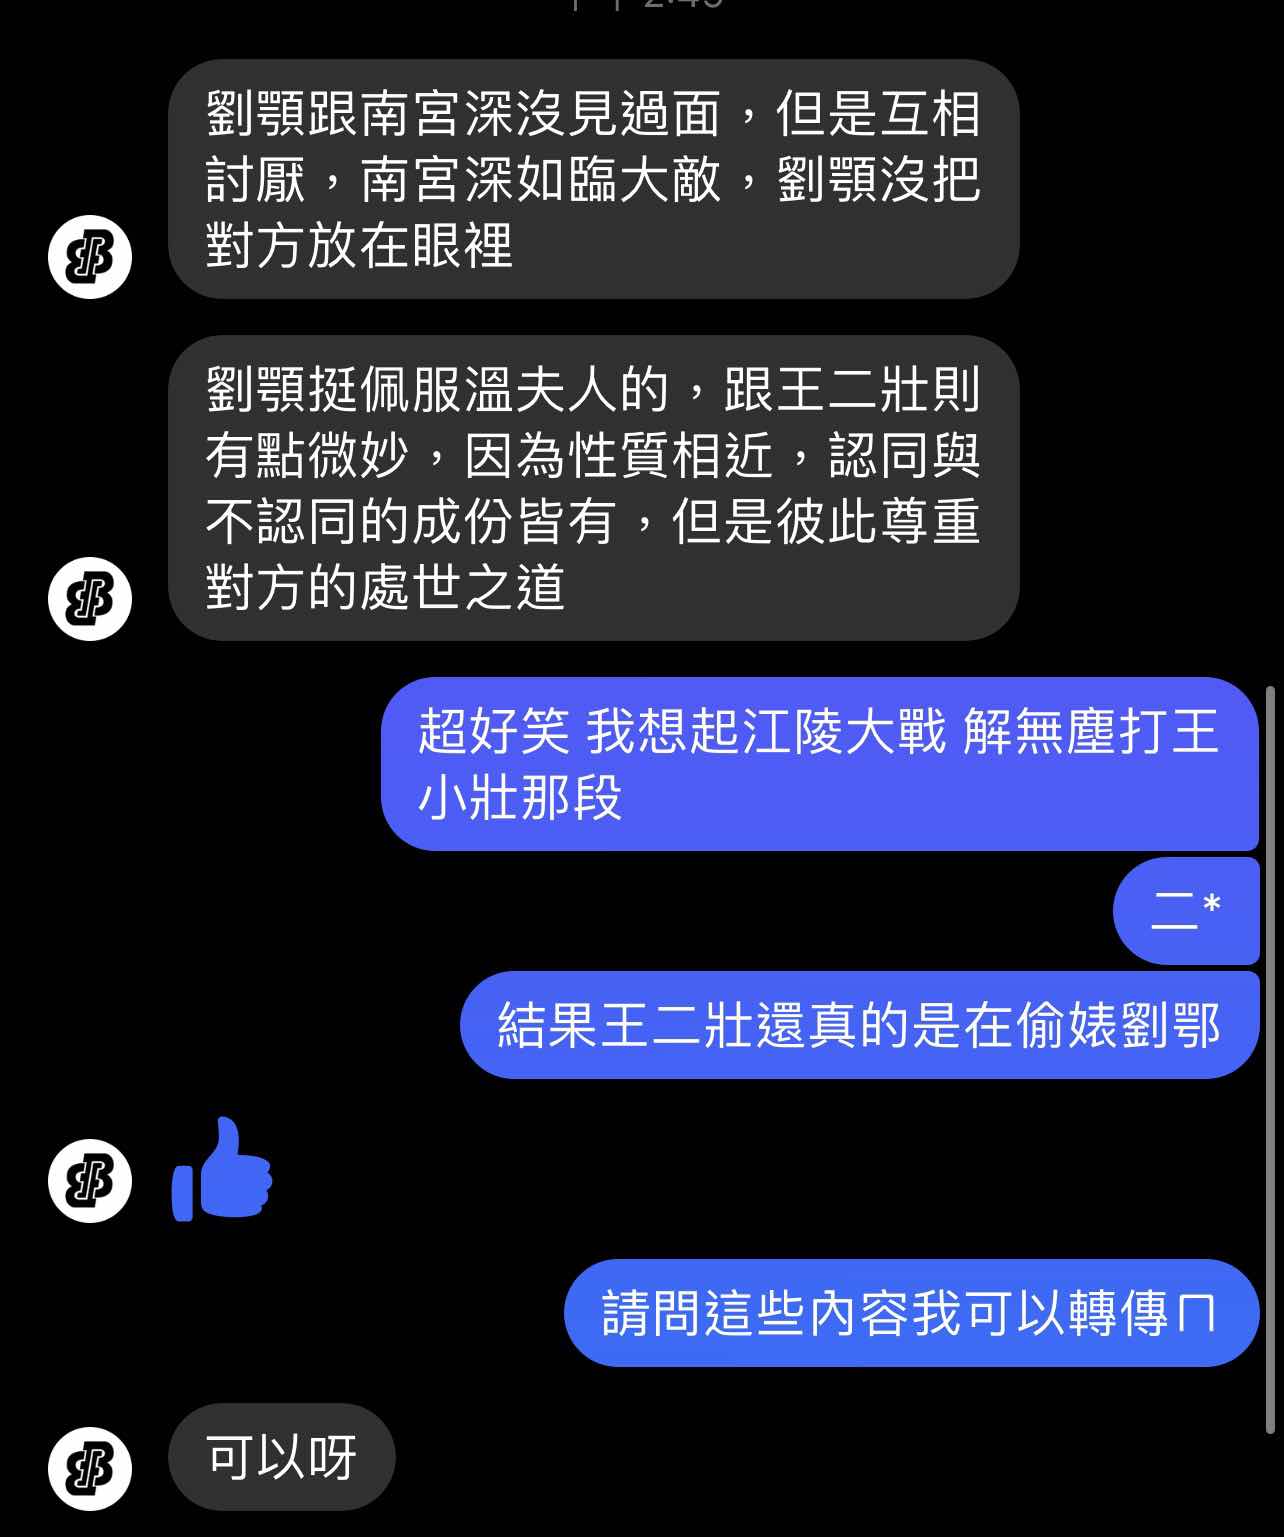 劉顎跟南宮深沒見過面，但是互相
討厭，南宮深如臨大敵，劉顎沒把
對方放在眼裡
劉顎挺佩服溫夫人的，跟王二壯則
有點微妙，因為性質相近，認同與
不認同的成份皆有，但是彼此尊重
對方的處世之道
超好笑 我想起江陵大戰 解無塵打王
小壯那段
二*
結果王二壯還真的是在偷婊劉鄂
請問這些內容我可以轉傳ㄇ
可以呀